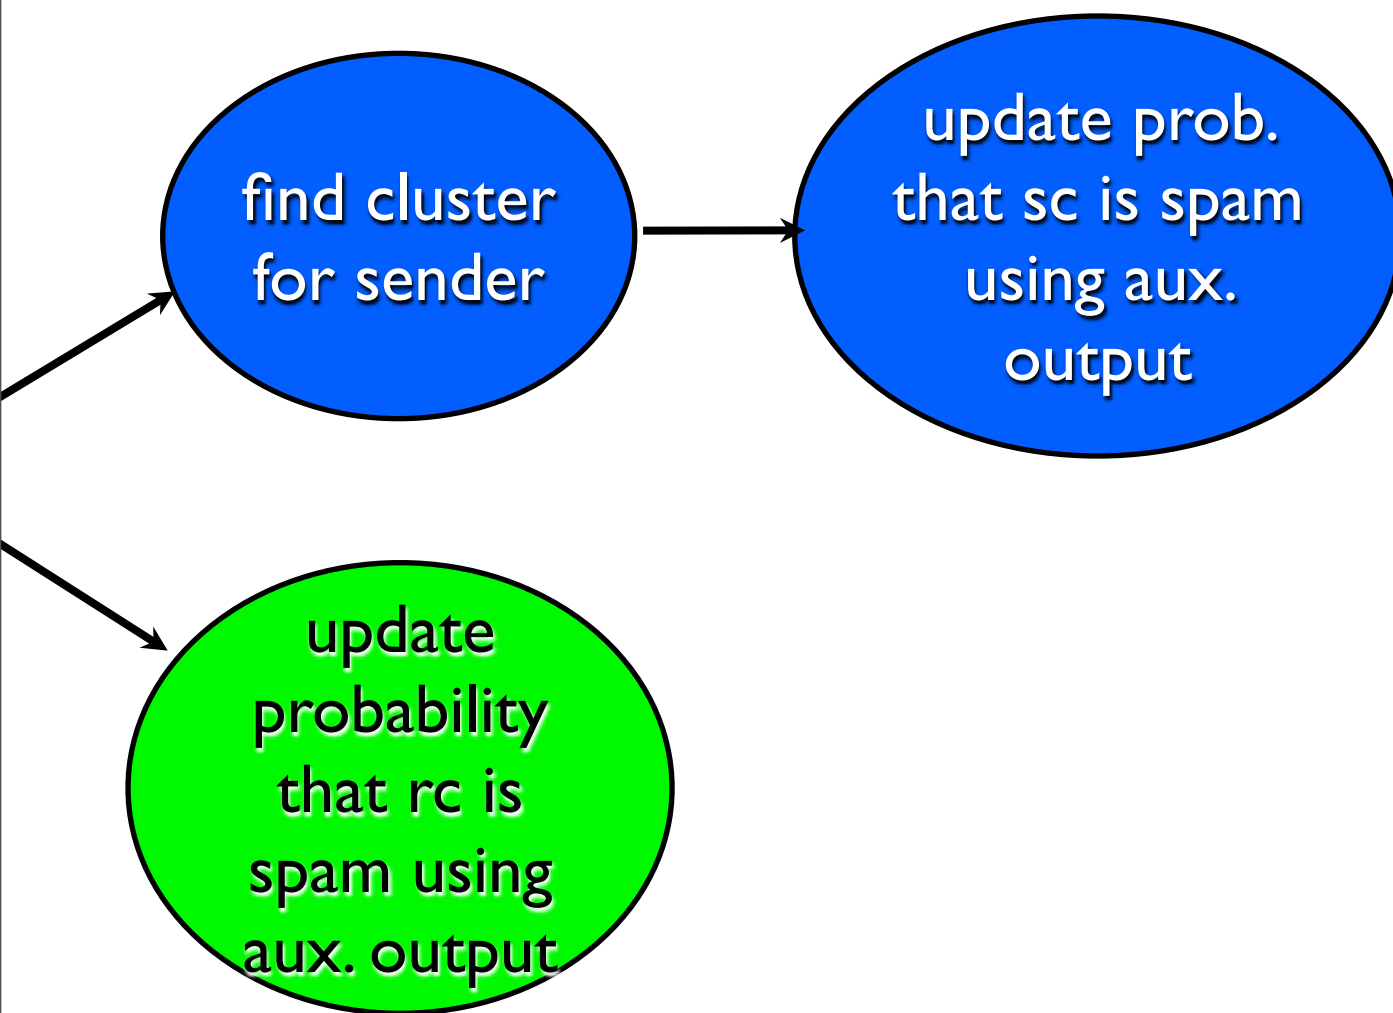 find cluster
for sender
update prob.
that sc is spam
using aux.
output
update
probability
that rc is
spam using
aux. output